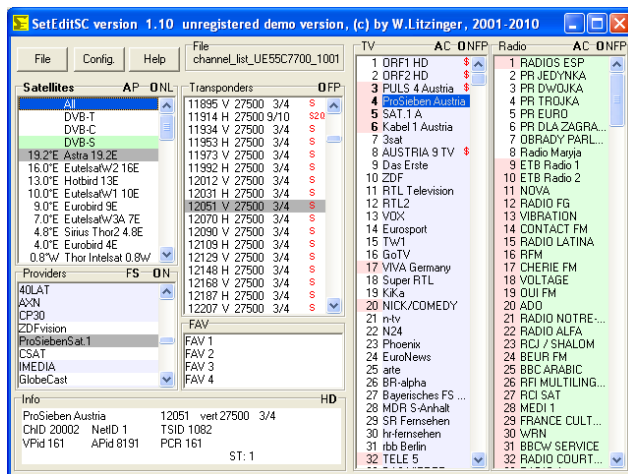 SetEditSC version 1.10 unregistered demo version, (c) by W.Litzinger, 2001-2010
File Config. Help
File
channel_list_UE55C7700_1001
Satellites AP ONL
All
DVB-T
DVB-C
DVB-S
19.2°E Astra 19.2E
16.0°E EutelsatW2 16E
13.0°E Hotbird 13E
10.0°E EutelsatW1 10E
9.0°E Eurobird 9E
7.0°E EutelsatW3A 7E
4.8°E Sirius Thor2 4.8E
4.0°E Eurobird 4E
0.8°W Thor Intelsat 0.8W
Providers FS ON
40LAT
AXN
CP30
ZDFvision
ProSiebenSat.1
CSAT
IMEDIA
GlobeCast
Transponders OFP
11895 V 27500 3/4 S
11914 H 27500 9/10 S20
11934 V 27500 3/4 S
11953 H 27500 3/4 S
11973 V 27500 3/4 S
11992 H 27500 3/4 S
12012 V 27500 3/4 S
12031 H 27500 3/4 S
12051 V 27500 3/4 S
12070 H 27500 3/4 S
12090 V 27500 3/4 S
12109 H 27500 3/4 S
12129 V 27500 3/4 S
12148 H 27500 3/4 S
12168 V 27500 3/4 S
12187 H 27500 3/4 S
12207 V 27500 3/4 S
FAV
FAV 1
FAV 2
FAV 3
FAV 4
Info HD
ProSieben Austria 12051 vert 27500 3/4
ChID 20002 NetID 1 TSID 1082
VPid 161 APid 8191 PCR 161
ST: 1
TV AC ONFP
1 ORF1 HD $
2 ORF2 HD $
3 PULS 4 Austria $
4 ProSieben Austria
5 SAT.1 A
6 Kabel 1 Austria
7 3sat
8 AUSTRIA 9 TV $
9 Das Erste
10 ZDF
11 RTL Television
12 RTL2
13 VOX
14 Eurosport
15 TW1
16 GoTV
17 VIVA Germany
18 Super RTL
19 KiKa
20 NICK/COMEDY
21 n-tv
22 N24
23 Phoenix
24 EuroNews
25 arte
26 BR-alpha
27 Bayerisches FS ...
28 MDR S-Anhalt
29 SR Fernsehen
30 hr-fernsehen
31 rbb Berlin
32 TELE 5
Radio AC ONFP
1 RADIOS ESP
2 PR JEDYNKA
3 PR DWOJKA
4 PR TROJKA
5 PR EURO
6 PR DLA ZAGRA...
7 OBRADY PARL...
8 Radio Maryja
9 ETB Radio 1
10 ETB Radio 2
11 NOVA
12 RADIO FG
13 VIBRATION
14 CONTACT FM
15 RADIO LATINA
16 RFM
17 CHERIE FM
18 VOLTAGE
19 OUI FM
20 ADO
21 RADIO NOTRE-...
22 RADIO ALFA
23 RCJ / SHALOM
24 BEUR FM
25 BBC ARABIC
26 RFI MULTILING...
27 RCI SAT
28 MEDI 1
29 FRANCE CULT...
30 WRN
31 BBCW SERVICE
32 RADIO COURT...